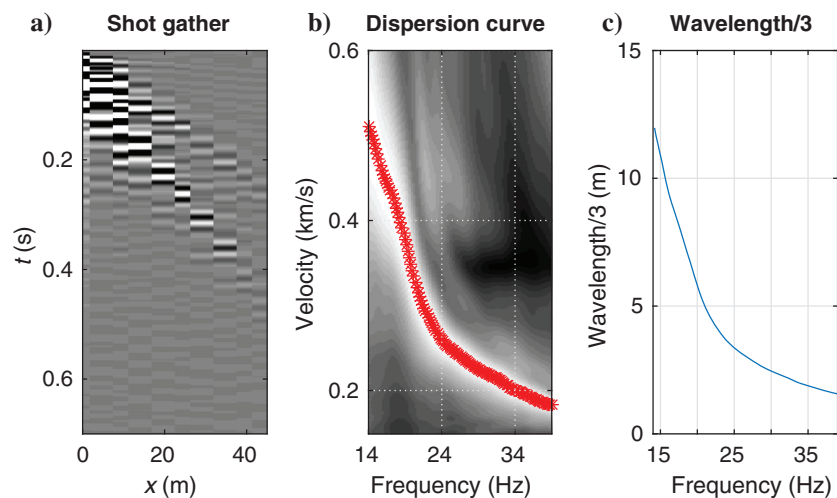 a) Shot gather
0.2
0.4
0.6
t (s)
0 20 40
x (m)
b) Dispersion curve
0.6
0.4
0.2
Velocity (km/s)
14 24 34
Frequency (Hz)
c) Wavelength/3
15
10
5
0
Wavelength/3 (m)
15 25 35
Frequency (Hz)